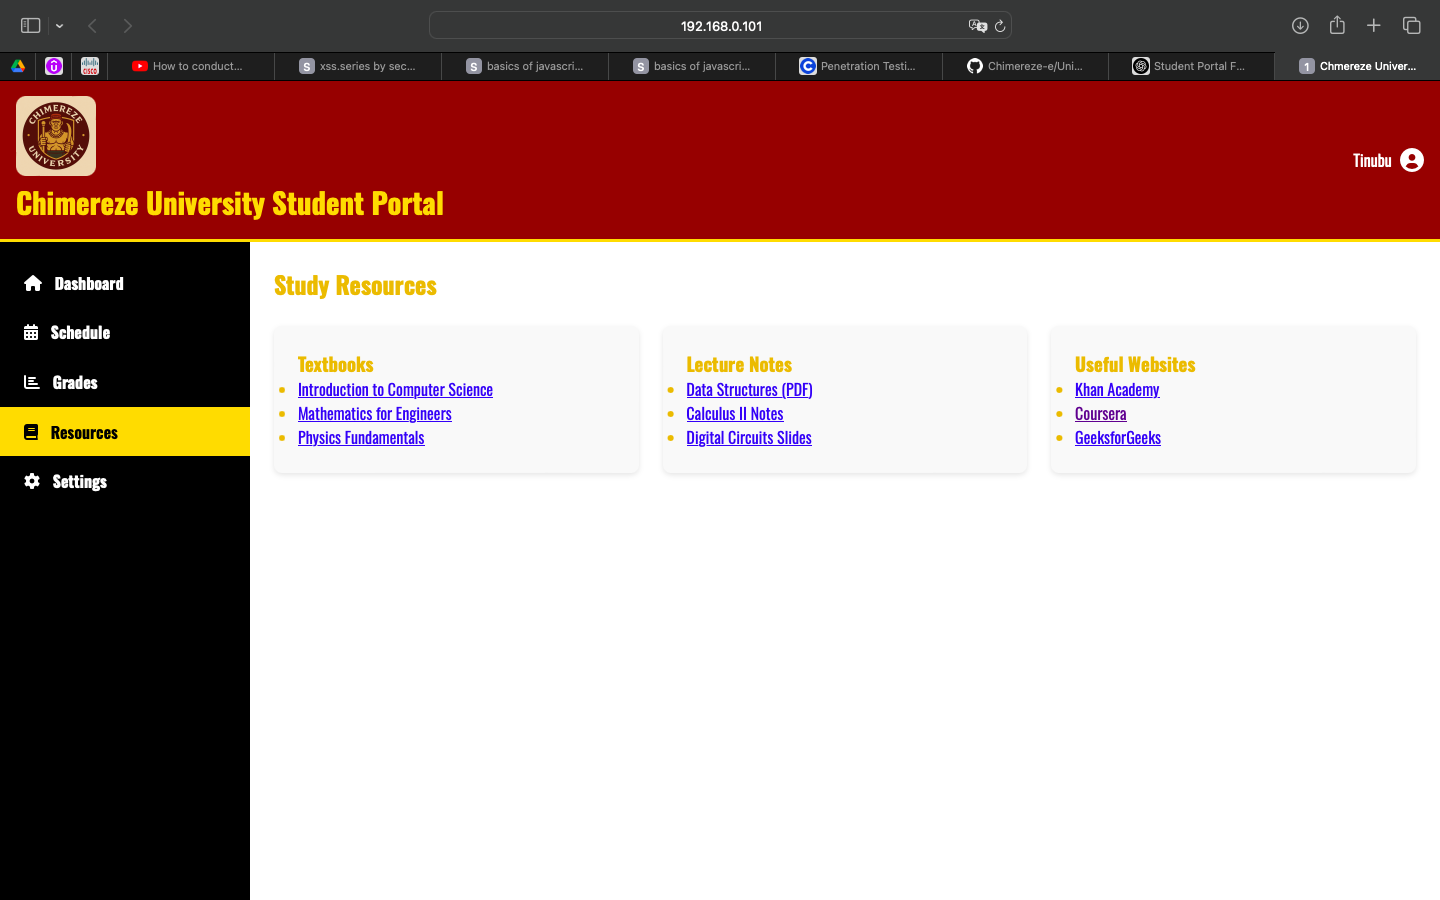 192.168.0.101
How to conduct...
S xss.series by sec...
S basics of javascri...
S basics of javascri...
Penetration Testi...
Chimereze-e/Uni...
Student Portal F...
1 Chmereze Univer...
CISCO
CHIMEREZE
UNIVERSITY
Tinubu
Chimereze University Student Portal
Dashboard
Schedule
Grades
Resources
Settings
Study Resources
Textbooks
Introduction to Computer Science
Mathematics for Engineers
Physics Fundamentals
Lecture Notes
Data Structures (PDF)
Calculus II Notes
Digital Circuits Slides
Useful Websites
Khan Academy
Coursera
GeeksforGeeks